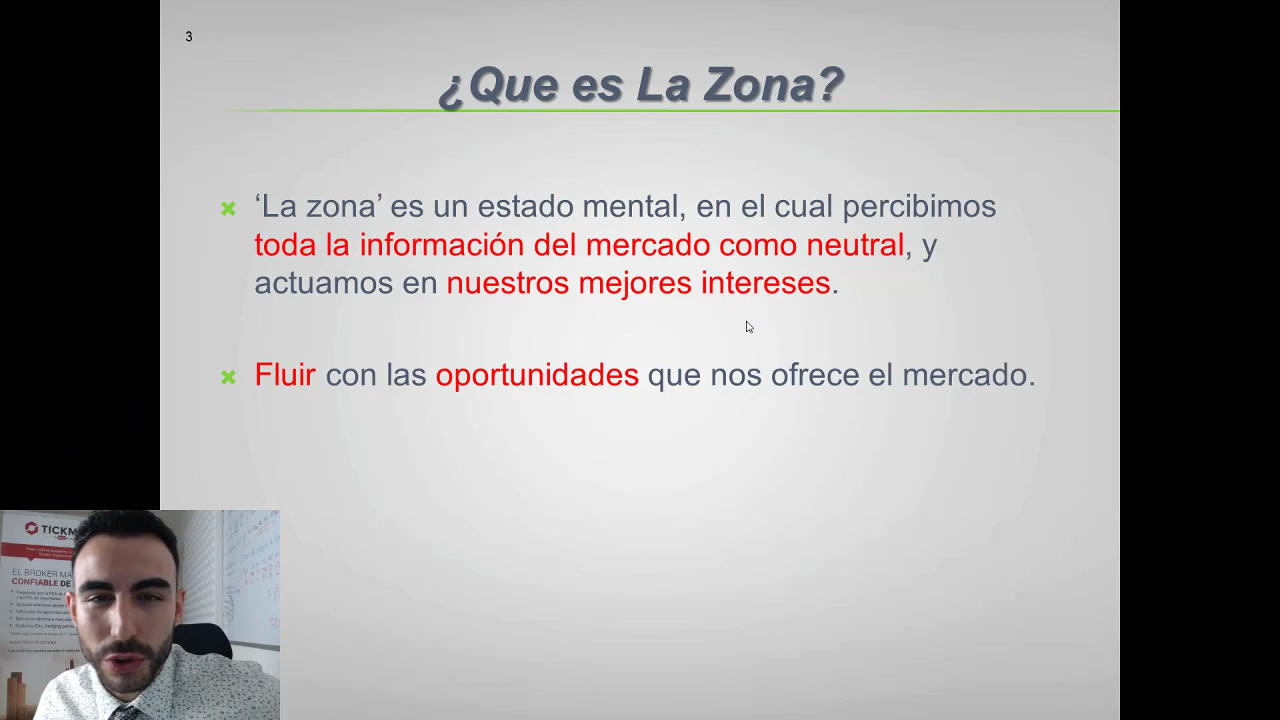 3
¿Que es La Zona?
‘La zona’ es un estado mental, en el cual percibimos
toda la información del mercado como neutral, y
actuamos en nuestros mejores intereses.
Fluir con las oportunidades que nos ofrece el mercado.
TICKM
EL BROKER MÁ
CONFIABLE DE